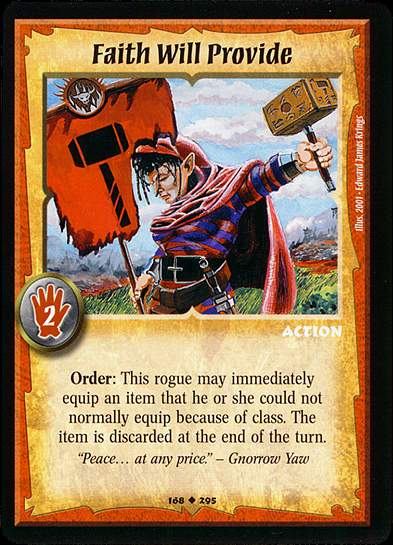 Faith Will Provide
Illus. 2001 · Edward Jamus Krings
2
ACTION
Order: This rogue may immediately
equip an item that he or she could not
normally equip because of class. The
item is discarded at the end of the turn.
"Peace… at any price." – Gnorrow Yaw
168 ◆ 295